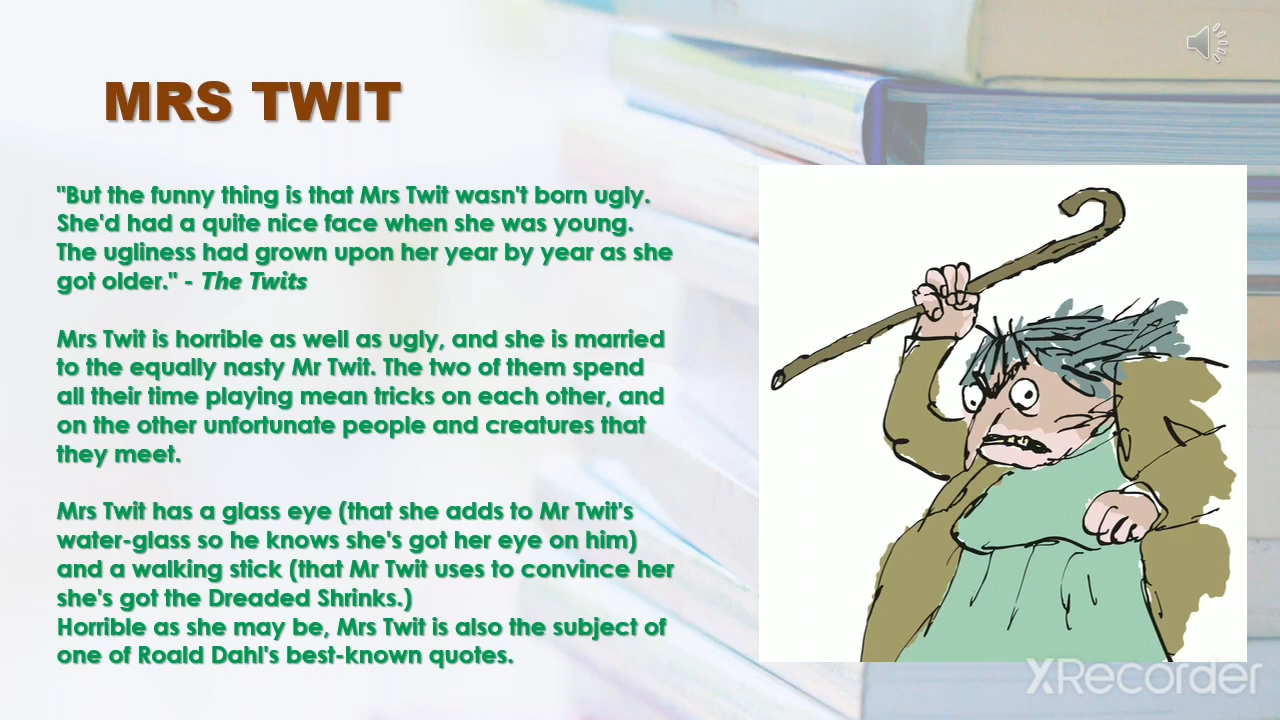 MRS TWIT
"But the funny thing is that Mrs Twit wasn't born ugly.
She'd had a quite nice face when she was young.
The ugliness had grown upon her year by year as she
got older." - The Twits
Mrs Twit is horrible as well as ugly, and she is married
to the equally nasty Mr Twit. The two of them spend
all their time playing mean tricks on each other, and
on the other unfortunate people and creatures that
they meet.
Mrs Twit has a glass eye (that she adds to Mr Twit's
water-glass so he knows she's got her eye on him)
and a walking stick (that Mr Twit uses to convince her
she's got the Dreaded Shrinks.)
Horrible as she may be, Mrs Twit is also the subject of
one of Roald Dahl's best-known quotes.
XRecorder